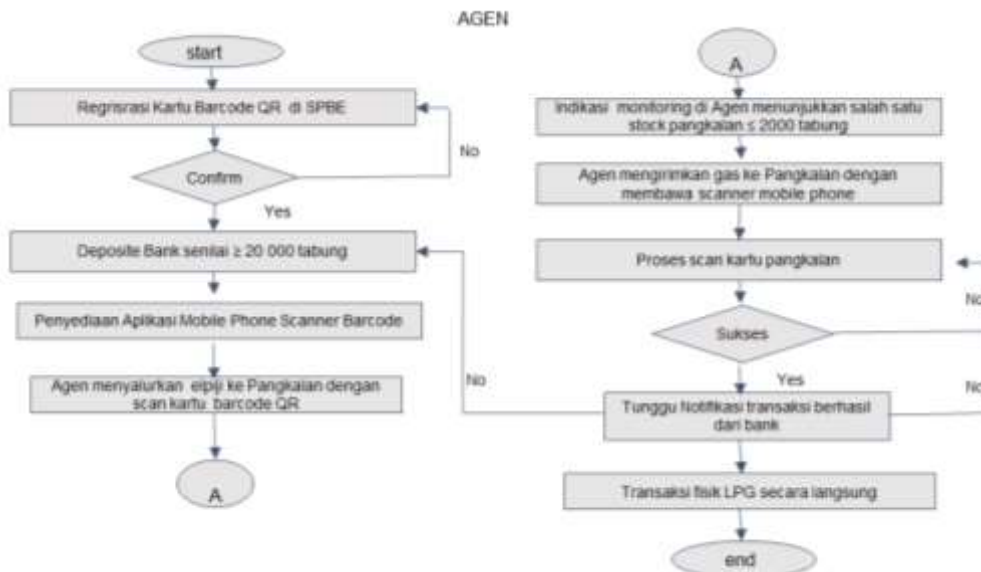 AGEN
start
Regrisrasi Kartu Barcode QR di SPBE
No
Confirm
Yes
Deposite Bank senilai ≥ 20 000 tabung
Penyediaan Aplikasi Mobile Phone Scanner Barcode
Agen menyalurkan elpiji ke Pangkalan dengan
scan kartu barcode QR
No
A
A
Indikasi monitoring di Agen menunjukkan salah satu
stock pangkalan ≤ 2000 tabung
Agen mengirimkan gas ke Pangkalan dengan
membawa scanner mobile phone
Proses scan kartu pangkalan
No
Sukses
Yes
No
Tunggu Notifikasi transaksi berhasil
dari bank
Transaksi fisik LPG secara langsung
end